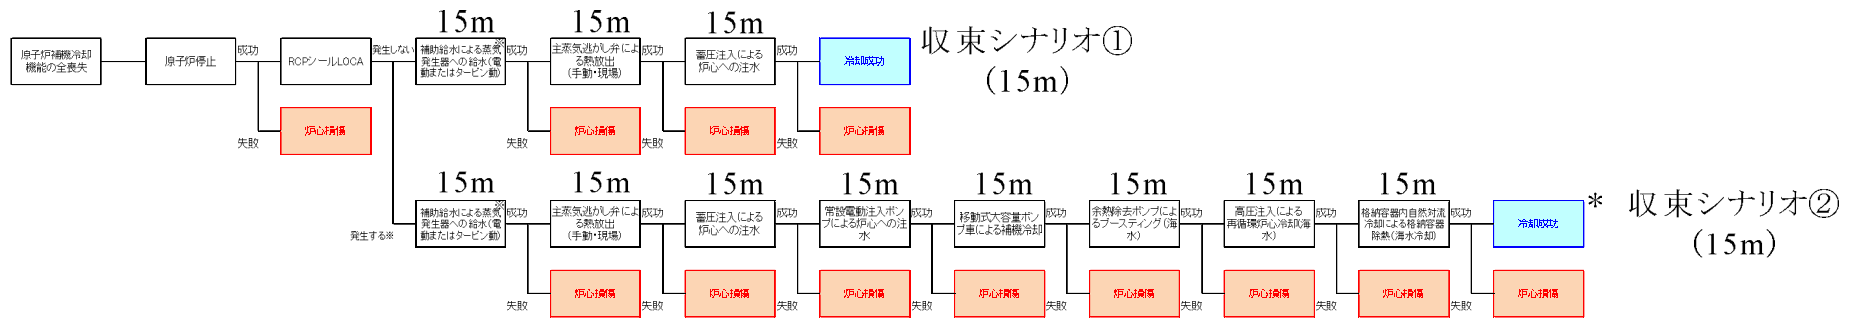 15m
15m
15m
収束シナリオ①
(15m)
原子炉補機冷却
機能の全喪失
原子炉停止
成功
RCPシールLOCA
発生しない
※
補助給水による蒸気
発生器への給水(電
動またはタービン動)
成功
主蒸気逃がし弁によ
る熱放出
(手動・現場)
成功
蓄圧注入による
炉心への注水
成功
冷却成功
失敗
炉心損傷
失敗
炉心損傷
失敗
炉心損傷
失敗
炉心損傷
15m
15m
15m
15m
15m
15m
15m
15m
* 収束シナリオ②
(15m)
発生する※
※
補助給水による蒸気
発生器への給水(電
動またはタービン動)
成功
主蒸気逃がし弁によ
る熱放出
(手動・現場)
成功
蓄圧注入による
炉心への注水
成功
常設電動注入ポン
プによる炉心への注
水
成功
移動式大容量ポン
プ車による補機冷却
成功
余熱除去ポンプによ
るブースティング(海
水)
成功
高圧注入による
再循環炉心冷却(海
水)
成功
格納容器内自然対流
冷却による格納容器
除熱(海水冷却)
成功
冷却成功
失敗
炉心損傷
失敗
炉心損傷
失敗
炉心損傷
失敗
炉心損傷
失敗
炉心損傷
失敗
炉心損傷
失敗
炉心損傷
失敗
炉心損傷